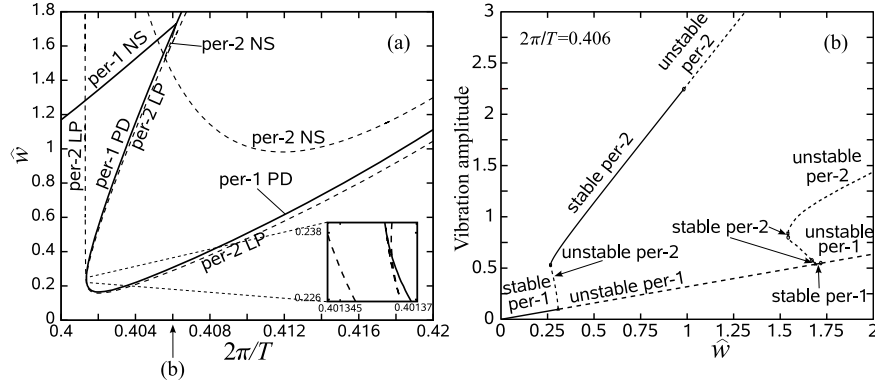 1.8
1.6
1.4
1.2
1
0.8
0.6
0.4
0.2
0
ŵ
(a)
per-1 NS
per-2 NS
per-2 LP
per-1 PD
per-2 LP
per-2 NS
per-1 PD
per-2 LP
0.238
0.226
0.401345
0.40137
0.4
0.404
0.408
0.412
0.416
0.42
2π/T
(b)
3
2.5
2
1.5
1
0.5
0
Vibration amplitude
2π/T=0.406
(b)
unstable
per-2
stable per-2
unstable
per-2
stable per-2
unstable
per-1
unstable per-2
stable
per-1
unstable per-1
stable per-1
0
0.25
0.5
0.75
1
1.25
1.5
1.75
2
ŵ